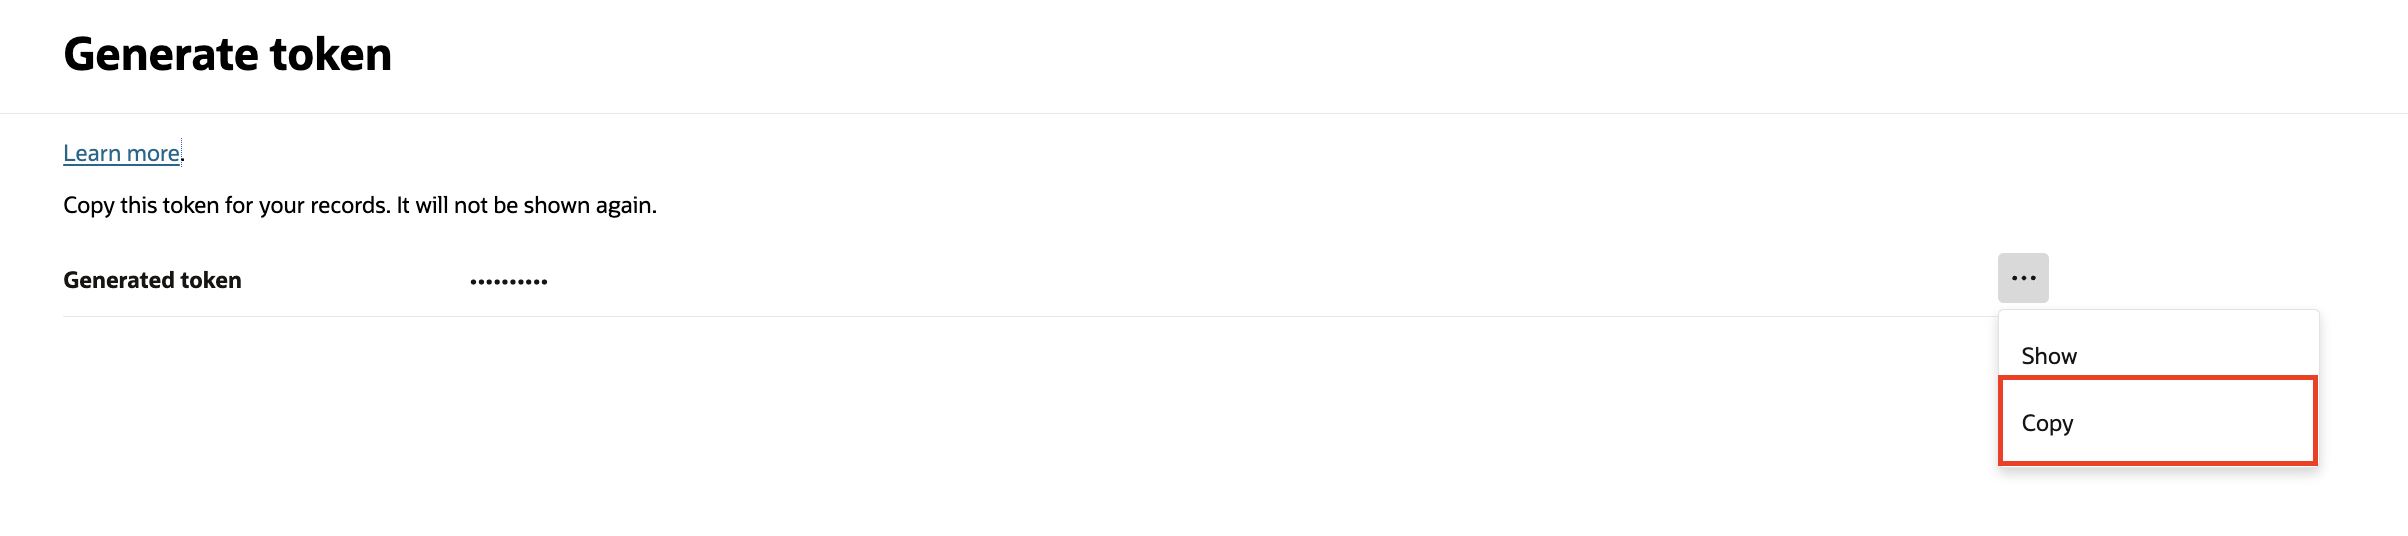 Generate token
Learn more.
Copy this token for your records. It will not be shown again.
Generated token ••••••••••
Show
Copy